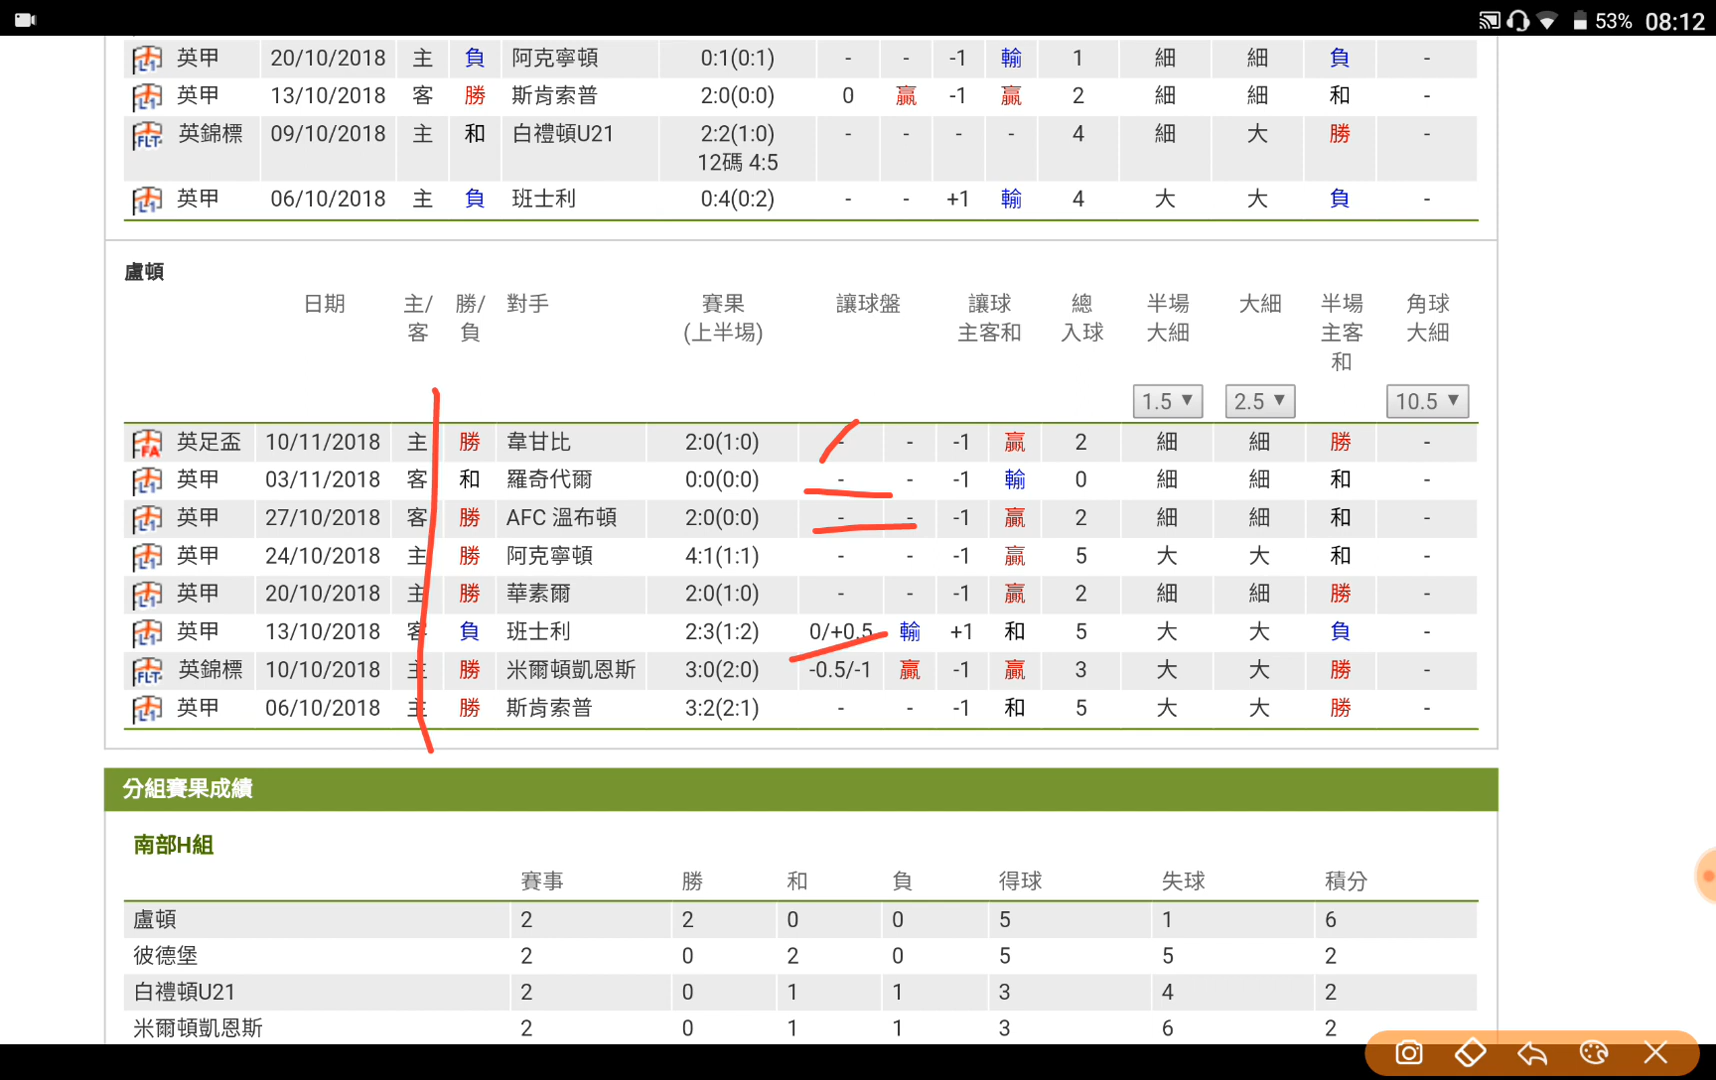 53% 08:12
L1 英甲 20/10/2018 主 負 阿克寧頓 0:1(0:1) - - -1 輸 1 細 細 負 -
L1 英甲 13/10/2018 客 勝 斯肯索普 2:0(0:0) 0 贏 -1 贏 2 細 細 和 -
FLT 英錦標 09/10/2018 主 和 白禮頓U21 2:2(1:0) - - - - 4 細 大 勝 -
12碼 4:5
L1 英甲 06/10/2018 主 負 班士利 0:4(0:2) - - +1 輸 4 大 大 負 -
盧頓
日期 主/ 勝/ 對手 賽果 讓球盤 讓球 總 半場 大細 半場 角球
客 負 (上半場) 主客和 入球 大細 主客 大細
和
1.5 ▼ 2.5 ▼ 10.5 ▼
FA 英足盃 10/11/2018 主 勝 韋甘比 2:0(1:0) - - -1 贏 2 細 細 勝 -
L1 英甲 03/11/2018 客 和 羅奇代爾 0:0(0:0) - - -1 輸 0 細 細 和 -
L1 英甲 27/10/2018 客 勝 AFC 溫布頓 2:0(0:0) - - -1 贏 2 細 細 和 -
L1 英甲 24/10/2018 主 勝 阿克寧頓 4:1(1:1) - - -1 贏 5 大 大 和 -
L1 英甲 20/10/2018 主 勝 華素爾 2:0(1:0) - - -1 贏 2 細 細 勝 -
L1 英甲 13/10/2018 客 負 班士利 2:3(1:2) 0/+0.5 輸 +1 和 5 大 大 負 -
FLT 英錦標 10/10/2018 主 勝 米爾頓凱恩斯 3:0(2:0) -0.5/-1 贏 -1 贏 3 大 大 勝 -
L1 英甲 06/10/2018 主 勝 斯肯索普 3:2(2:1) - - -1 和 5 大 大 勝 -
分組賽果成績
南部H組
賽事 勝 和 負 得球 失球 積分
盧頓 2 2 0 0 5 1 6
彼德堡 2 0 2 0 5 5 2
白禮頓U21 2 0 1 1 3 4 2
米爾頓凱恩斯 2 0 1 1 3 6 2